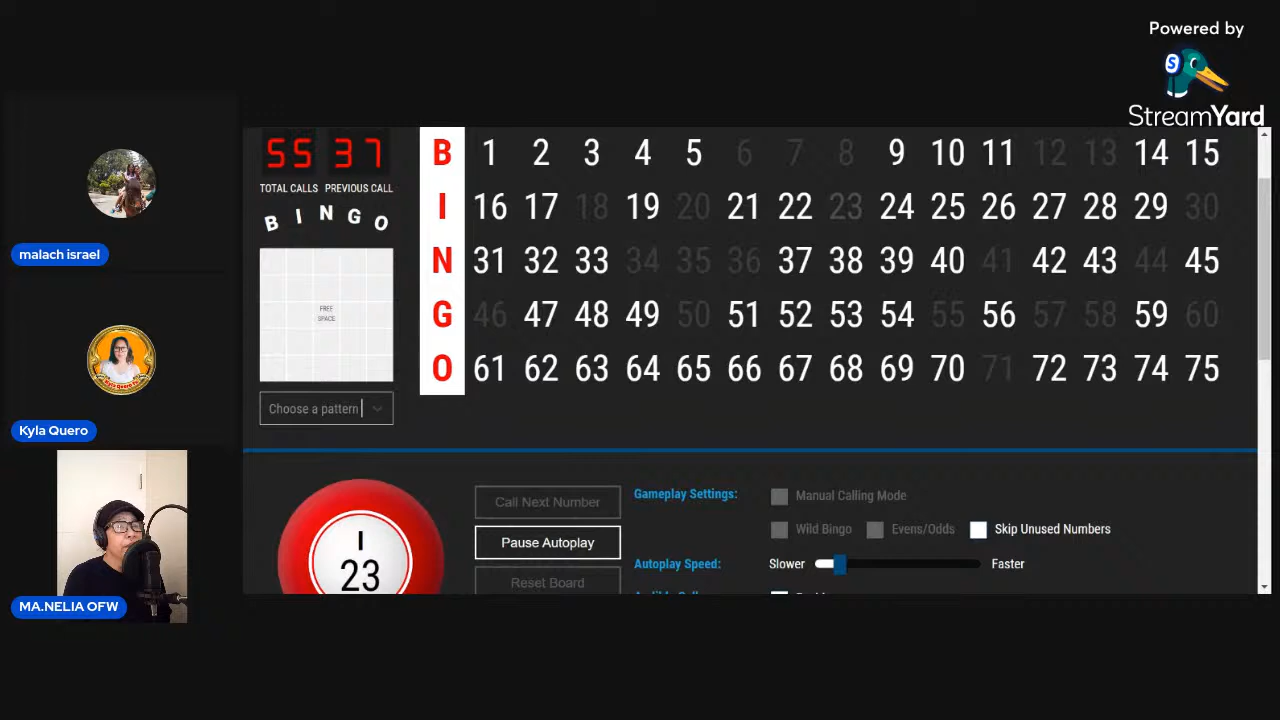 Powered by
StreamYard
malach israel
Kyla Quero
MA.NELIA OFW
55 37
TOTAL CALLS PREVIOUS CALL
B I N G O
FREE
SPACE
Choose a pattern
B 1 2 3 4 5 6 7 8 9 10 11 12 13 14 15
I 16 17 18 19 20 21 22 23 24 25 26 27 28 29 30
N 31 32 33 34 35 36 37 38 39 40 41 42 43 44 45
G 46 47 48 49 50 51 52 53 54 55 56 57 58 59 60
O 61 62 63 64 65 66 67 68 69 70 71 72 73 74 75
I
23
Call Next Number
Pause Autoplay
Reset Board
Gameplay Settings:
Manual Calling Mode
Wild Bingo Evens/Odds Skip Unused Numbers
Autoplay Speed:
Slower Faster